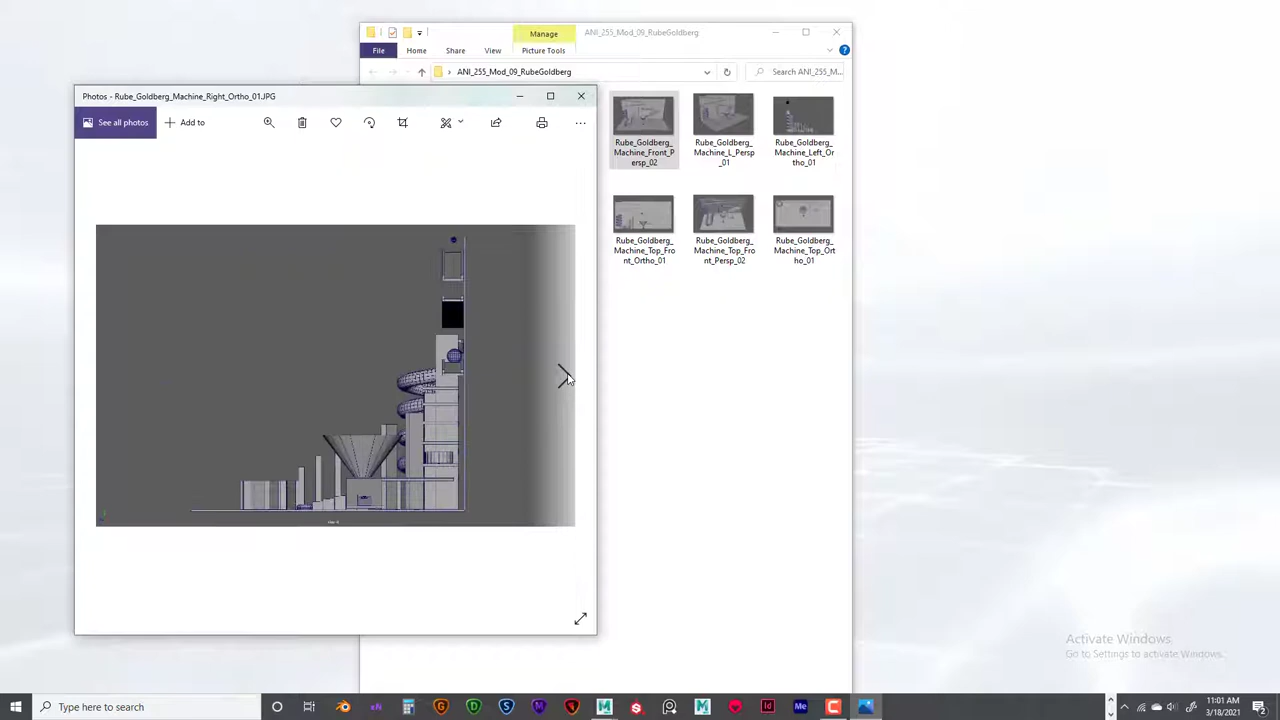 Manage
ANI_255_Mod_09_RubeGoldberg
File
Home
Share
View
Picture Tools
ANI_255_Mod_09_RubeGoldberg
Search ANI_255_M...
Photos - Rube_Goldberg_Machine_Right_Ortho_01.JPG
See all photos
Add to
Rube_Goldberg_
Machine_Front_P
ersp_02
Rube_Goldberg_
Machine_L_Persp
_01
Rube_Goldberg_
Machine_Left_Or
tho_01
Rube_Goldberg_
Machine_Top_Fro
nt_Ortho_01
Rube_Goldberg_
Machine_Top_Fr
ont_Persp_02
Rube_Goldberg_
Machine_Top_Ort
ho_01
Activate Windows
Go to Settings to activate Windows.
Type here to search
11:01 AM
3/18/2021